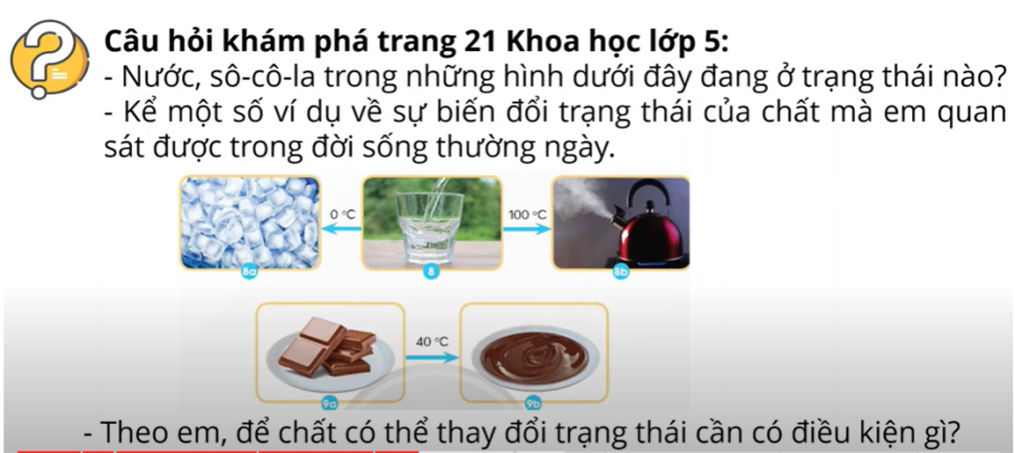 Câu hỏi khám phá trang 21 Khoa học lớp 5:
- Nước, sô-cô-la trong những hình dưới đây đang ở trạng thái nào?
- Kể một số ví dụ về sự biến đổi trạng thái của chất mà em quan
sát được trong đời sống thường ngày.
0 °C
100 °C
8a
8
8b
40 °C
9a
9b
- Theo em, để chất có thể thay đổi trạng thái cần có điều kiện gì?